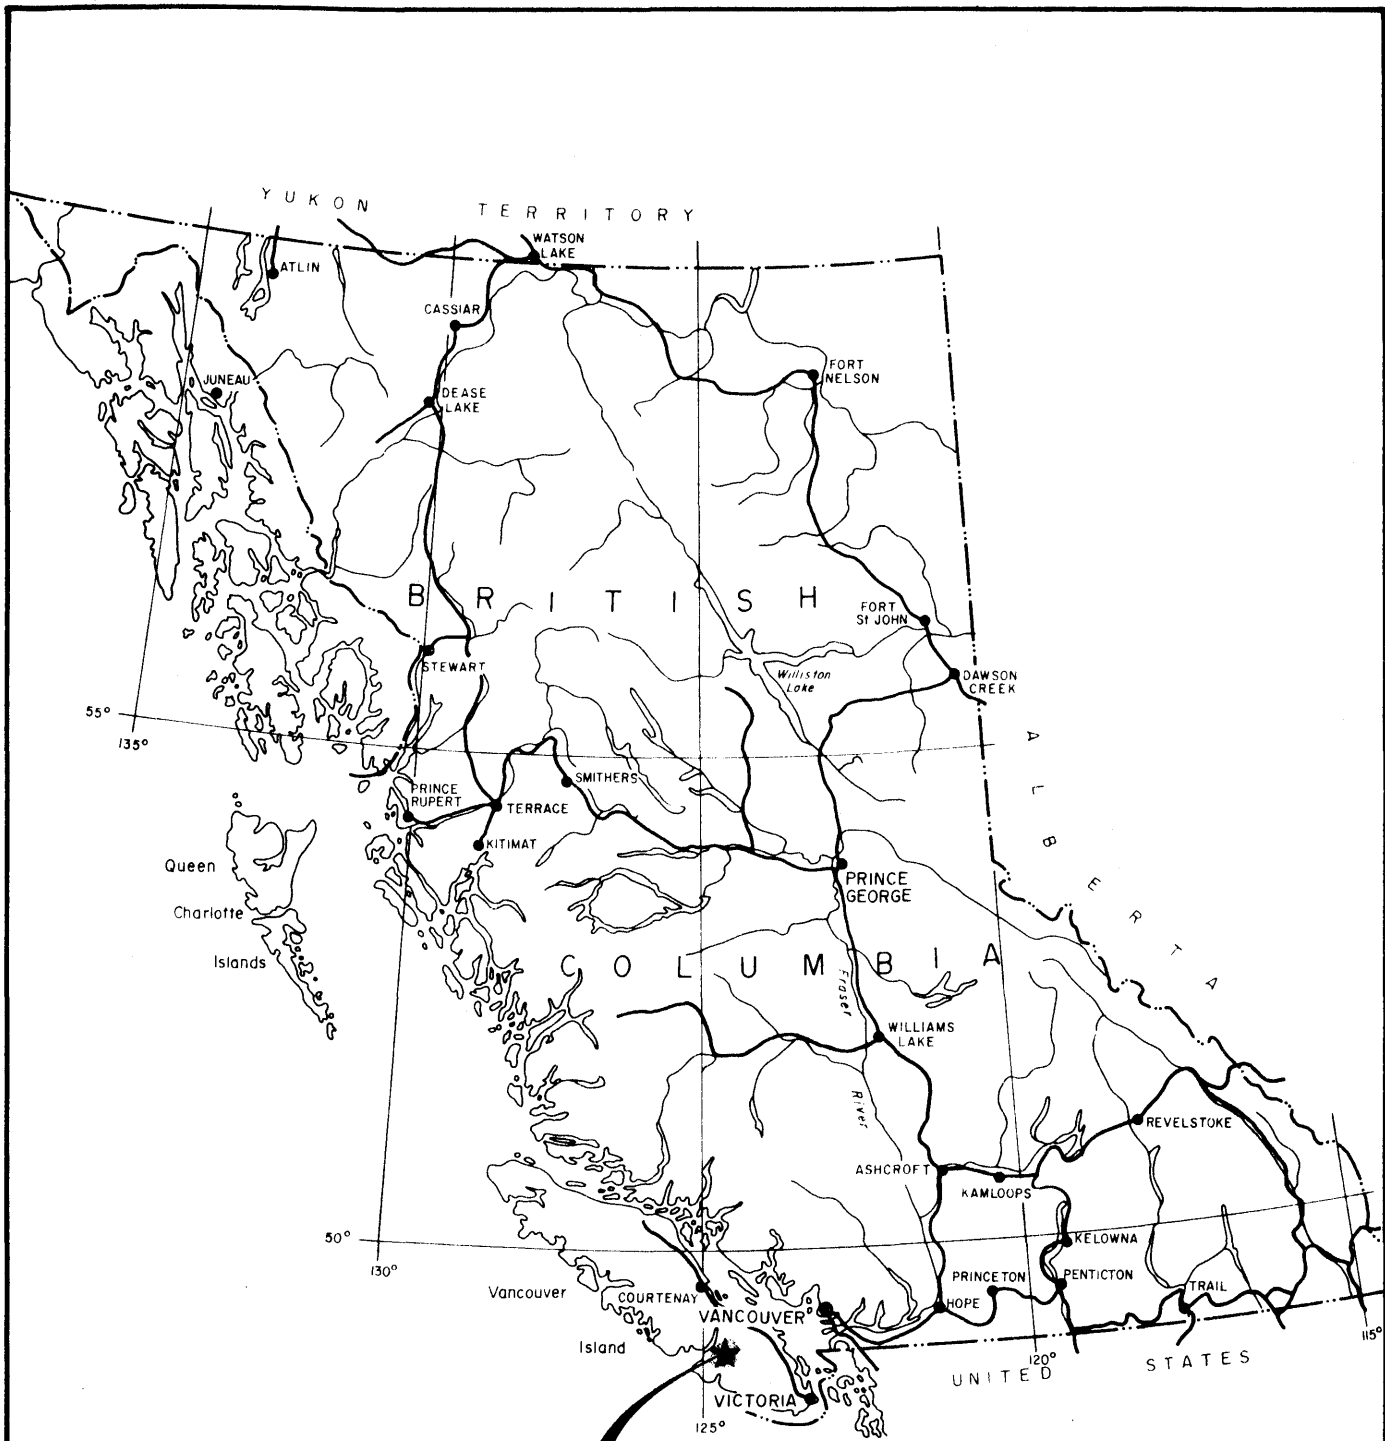 YUKON TERRITORY
WATSON
LAKE
ATLIN
CASSIAR
FORT
NELSON
JUNEAU
DEASE
LAKE
BRITISH
FORT
St JOHN
STEWART
Williston
Lake
DAWSON
CREEK
55°
135°
ALBERTA
SMITHERS
PRINCE
RUPERT
TERRACE
KITIMAT
Queen
Charlotte
Islands
PRINCE
GEORGE
COLUMBIA
Fraser
River
WILLIAMS
LAKE
REVELSTOKE
ASHCROFT
KAMLOOPS
50°
130°
KELOWNA
Vancouver
Island
COURTENAY
VANCOUVER
PRINCETON
PENTICTON
HOPE
TRAIL
115°
120°
UNITED STATES
VICTORIA
125°